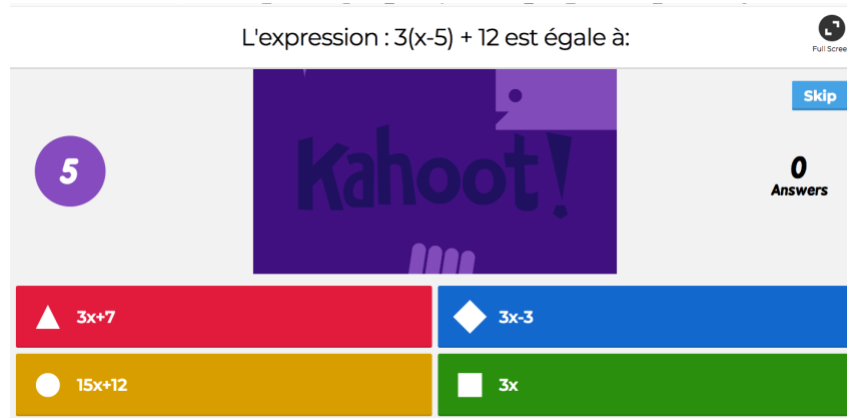 L'expression : 3(x-5) + 12 est égale à:
Full Scree
Skip
5
Kahoot!
0
Answers
3x+7
3x-3
15x+12
3x